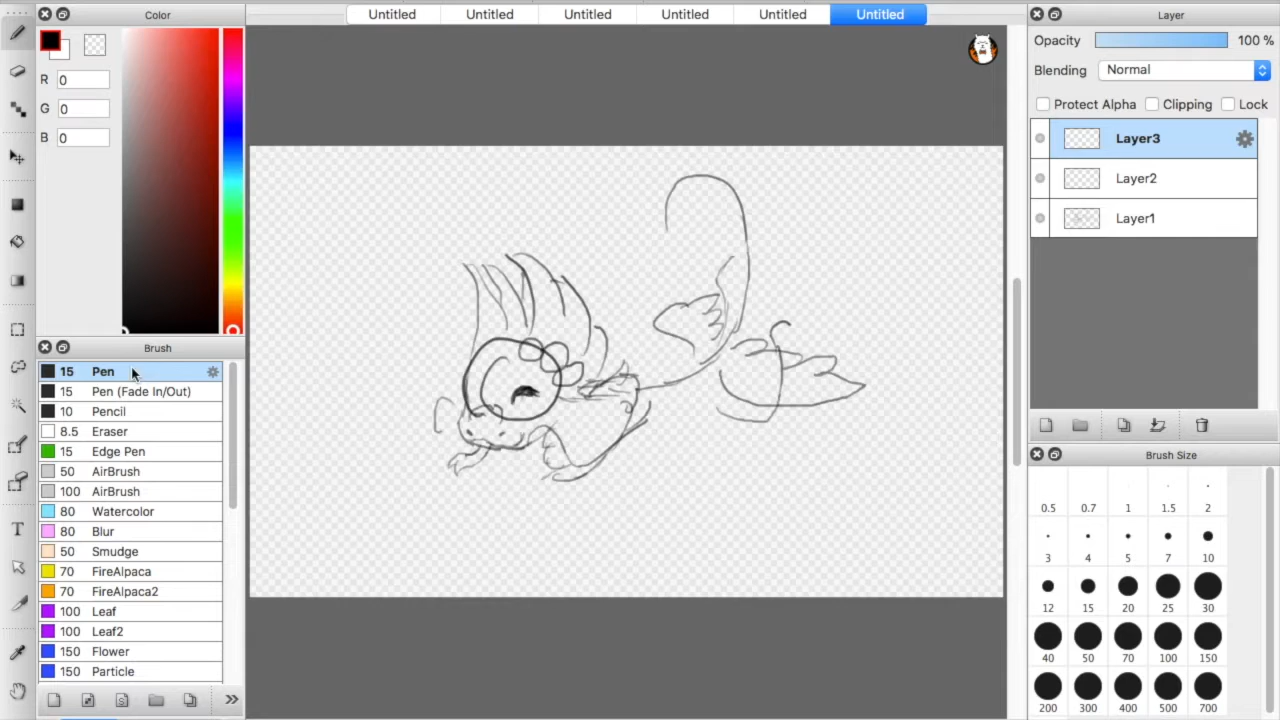 Color
Untitled Untitled Untitled Untitled Untitled Untitled
Layer
R 0
G 0
B 0
Opacity 100 %
Blending Normal
Protect Alpha Clipping Lock
Layer3
Layer2
Layer1
Brush
15 Pen
15 Pen (Fade In/Out)
10 Pencil
8.5 Eraser
15 Edge Pen
50 AirBrush
100 AirBrush
80 Watercolor
80 Blur
50 Smudge
70 FireAlpaca
70 FireAlpaca2
100 Leaf
100 Leaf2
150 Flower
150 Particle
T
Brush Size
0.5 0.7 1 1.5 2
3 4 5 7 10
12 15 20 25 30
40 50 70 100 150
200 300 400 500 700